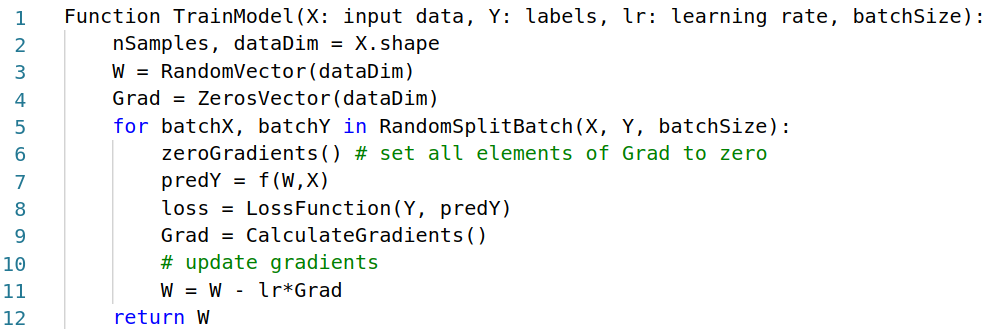 1 Function TrainModel(X: input data, Y: labels, lr: learning rate, batchSize):
2 nSamples, dataDim = X.shape
3 W = RandomVector(dataDim)
4 Grad = ZerosVector(dataDim)
5 for batchX, batchY in RandomSplitBatch(X, Y, batchSize):
6 zeroGradients() # set all elements of Grad to zero
7 predY = f(W,X)
8 loss = LossFunction(Y, predY)
9 Grad = CalculateGradients()
10 # update gradients
11 W = W - lr*Grad
12 return W